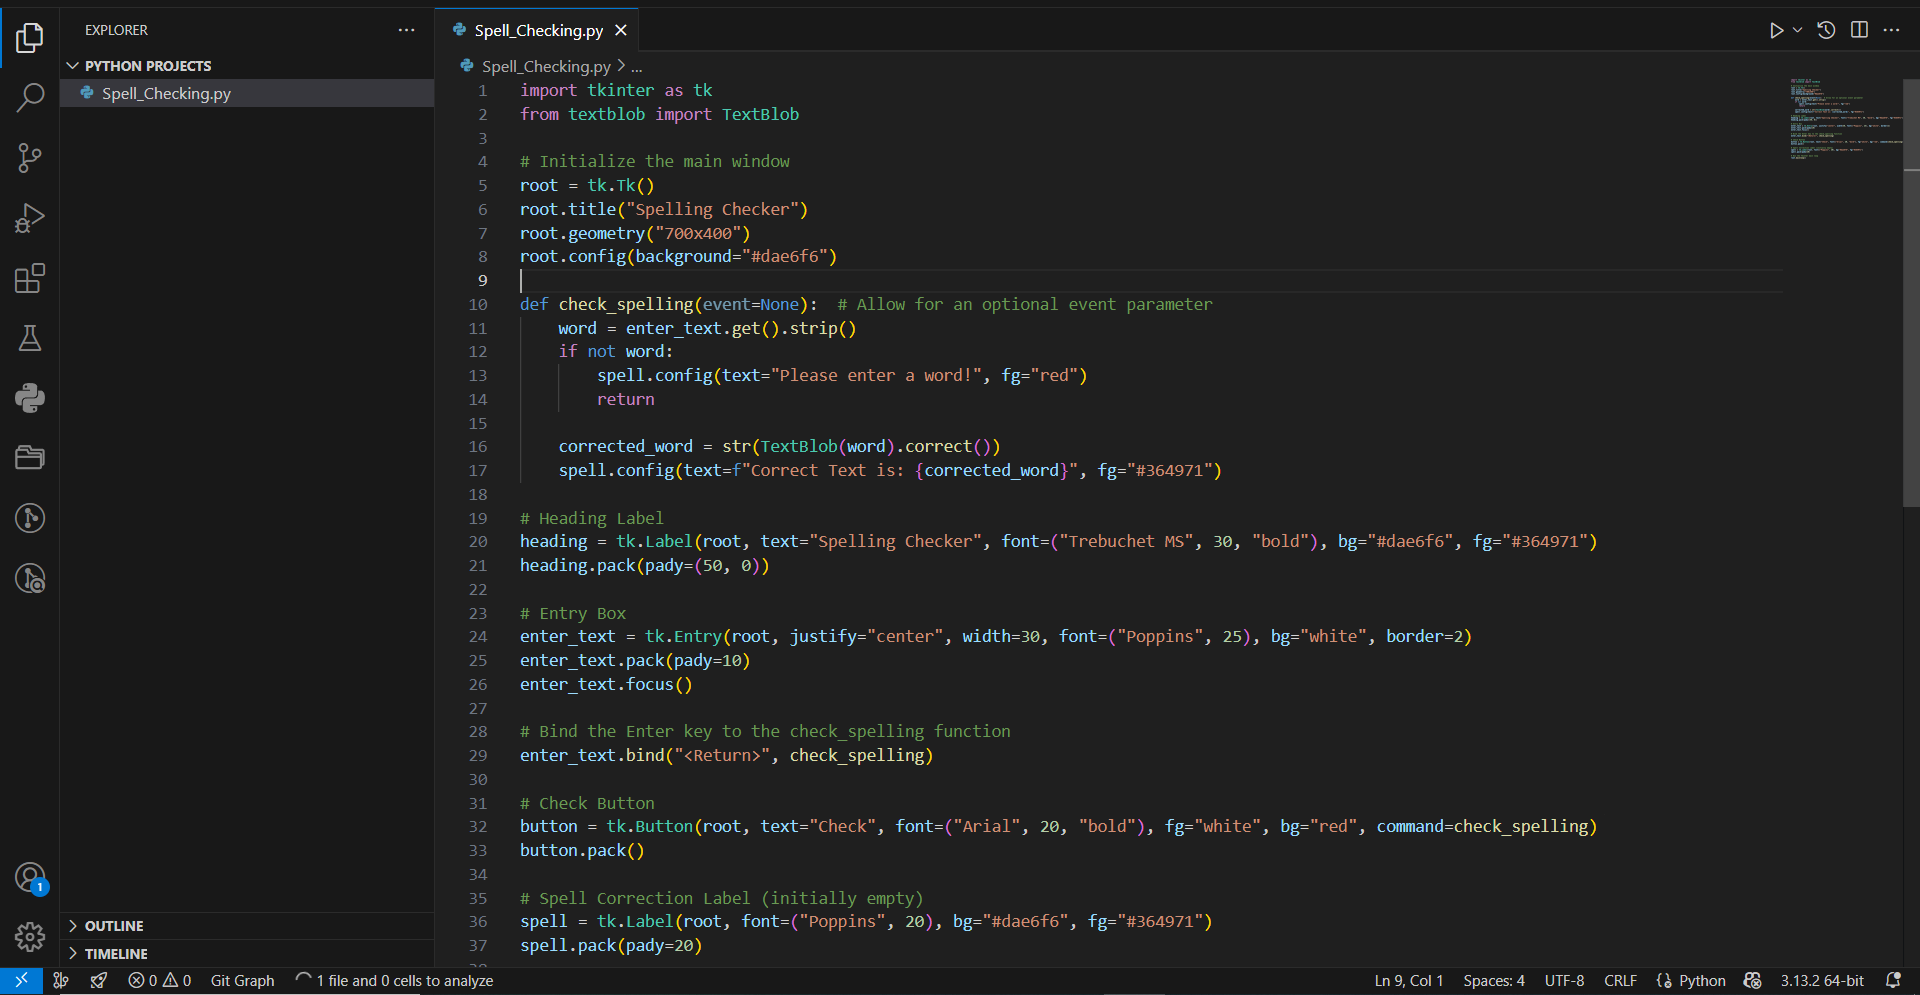 EXPLORER
PYTHON PROJECTS
Spell_Checking.py
Spell_Checking.py
Spell_Checking.py > ...
1 import tkinter as tk
2 from textblob import TextBlob
3
4 # Initialize the main window
5 root = tk.Tk()
6 root.title("Spelling Checker")
7 root.geometry("700x400")
8 root.config(background="#dae6f6")
9
10 def check_spelling(event=None):  # Allow for an optional event parameter
11     word = enter_text.get().strip()
12     if not word:
13         spell.config(text="Please enter a word!", fg="red")
14         return
15
16     corrected_word = str(TextBlob(word).correct())
17     spell.config(text=f"Correct Text is: {corrected_word}", fg="#364971")
18
19 # Heading Label
20 heading = tk.Label(root, text="Spelling Checker", font=("Trebuchet MS", 30, "bold"), bg="#dae6f6", fg="#364971")
21 heading.pack(pady=(50, 0))
22
23 # Entry Box
24 enter_text = tk.Entry(root, justify="center", width=30, font=("Poppins", 25), bg="white", border=2)
25 enter_text.pack(pady=10)
26 enter_text.focus()
27
28 # Bind the Enter key to the check_spelling function
29 enter_text.bind("<Return>", check_spelling)
30
31 # Check Button
32 button = tk.Button(root, text="Check", font=("Arial", 20, "bold"), fg="white", bg="red", command=check_spelling)
33 button.pack()
34
35 # Spell Correction Label (initially empty)
36 spell = tk.Label(root, font=("Poppins", 20), bg="#dae6f6", fg="#364971")
37 spell.pack(pady=20)
1
OUTLINE
TIMELINE
0 0 Git Graph 1 file and 0 cells to analyze Ln 9, Col 1 Spaces: 4 UTF-8 CRLF Python 3.13.2 64-bit